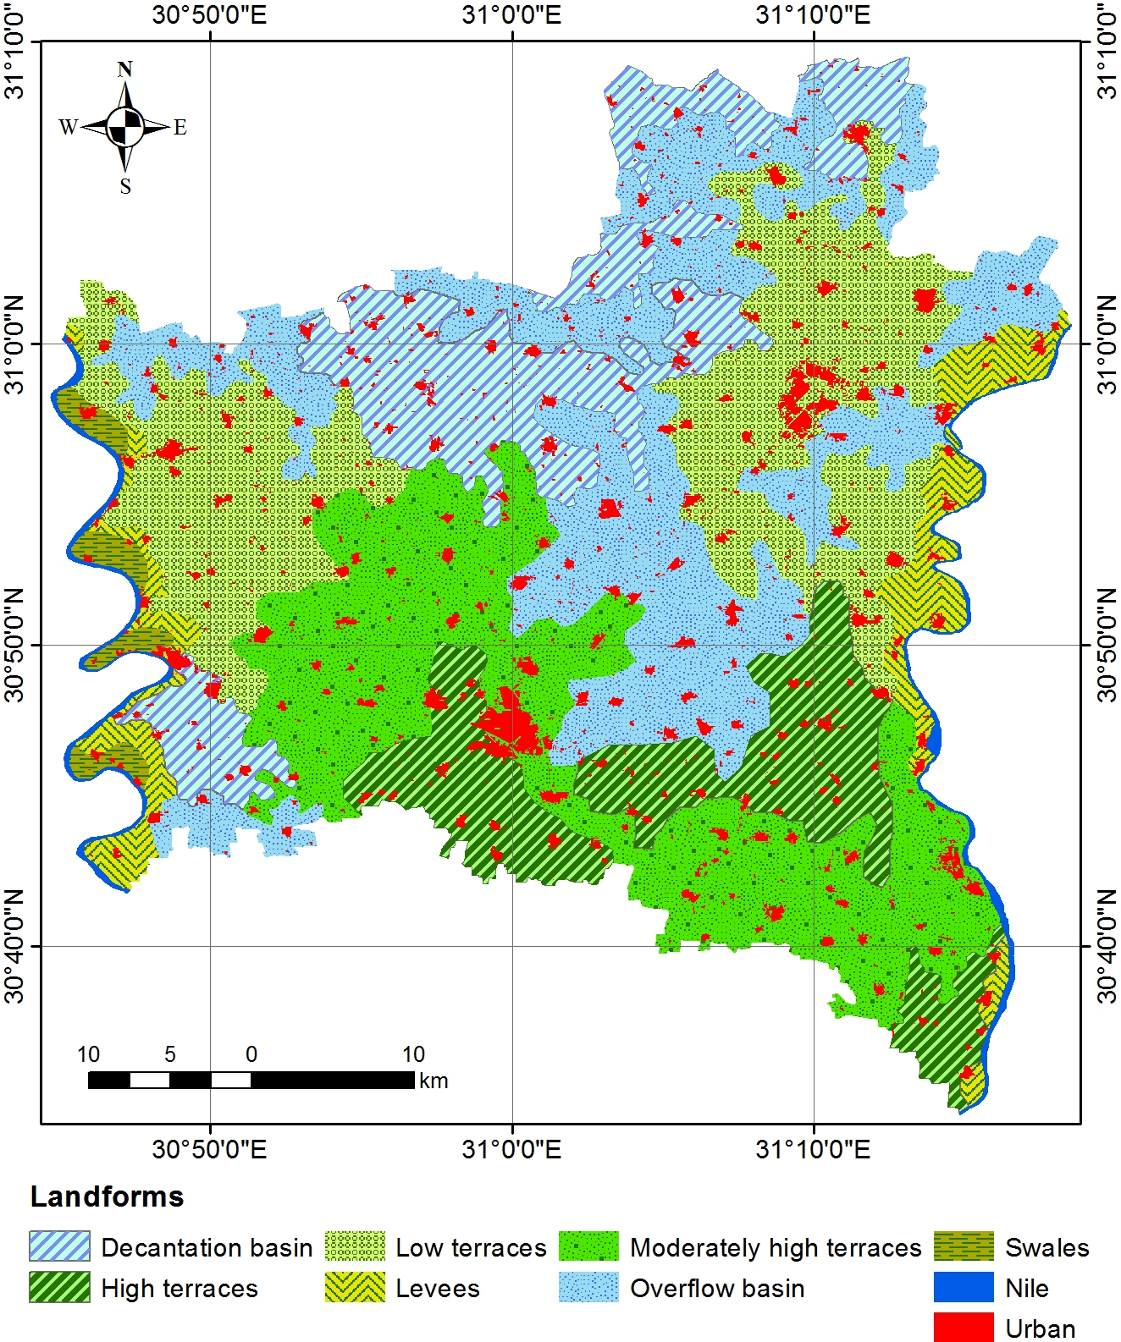 30°50'0"E 31°0'0"E 31°10'0"E
31°10'0" 31°10'0"
N
W E
S
31°0'0"N 31°0'0"N
30°50'0"N 30°50'0"N
30°40'0"N 30°40'0"N
10 5 0 10
km
30°50'0"E 31°0'0"E 31°10'0"E
Landforms
Decantation basin Low terraces Moderately high terraces Swales
High terraces Levees Overflow basin Nile
Urban